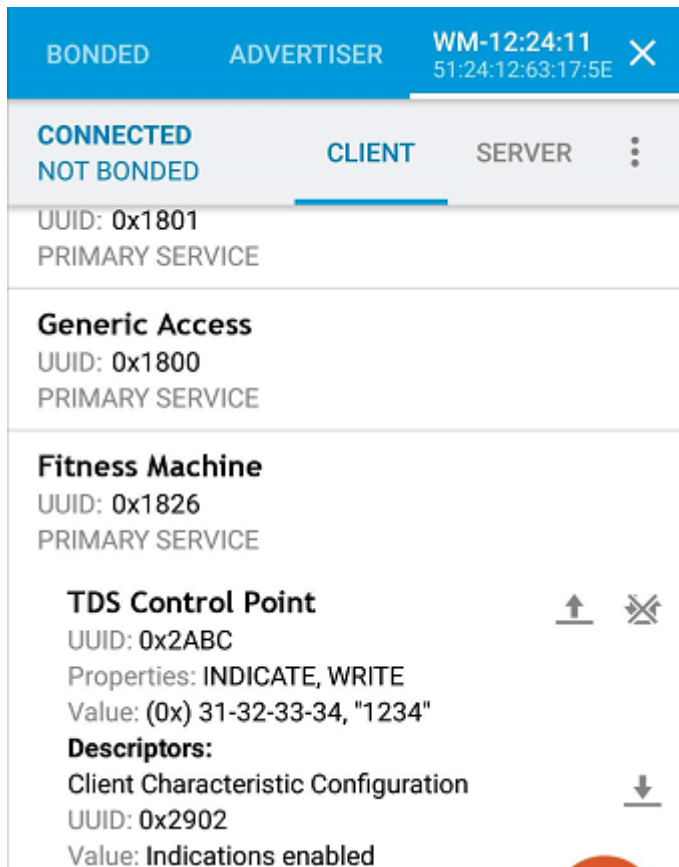 BONDED
ADVERTISER
WM-12:24:11
51:24:12:63:17:5E
CONNECTED
NOT BONDED
CLIENT
SERVER
UUID: 0x1801
PRIMARY SERVICE
Generic Access
UUID: 0x1800
PRIMARY SERVICE
Fitness Machine
UUID: 0x1826
PRIMARY SERVICE
TDS Control Point
UUID: 0x2ABC
Properties: INDICATE, WRITE
Value: (0x) 31-32-33-34, "1234"
Descriptors:
Client Characteristic Configuration
UUID: 0x2902
Value: Indications enabled